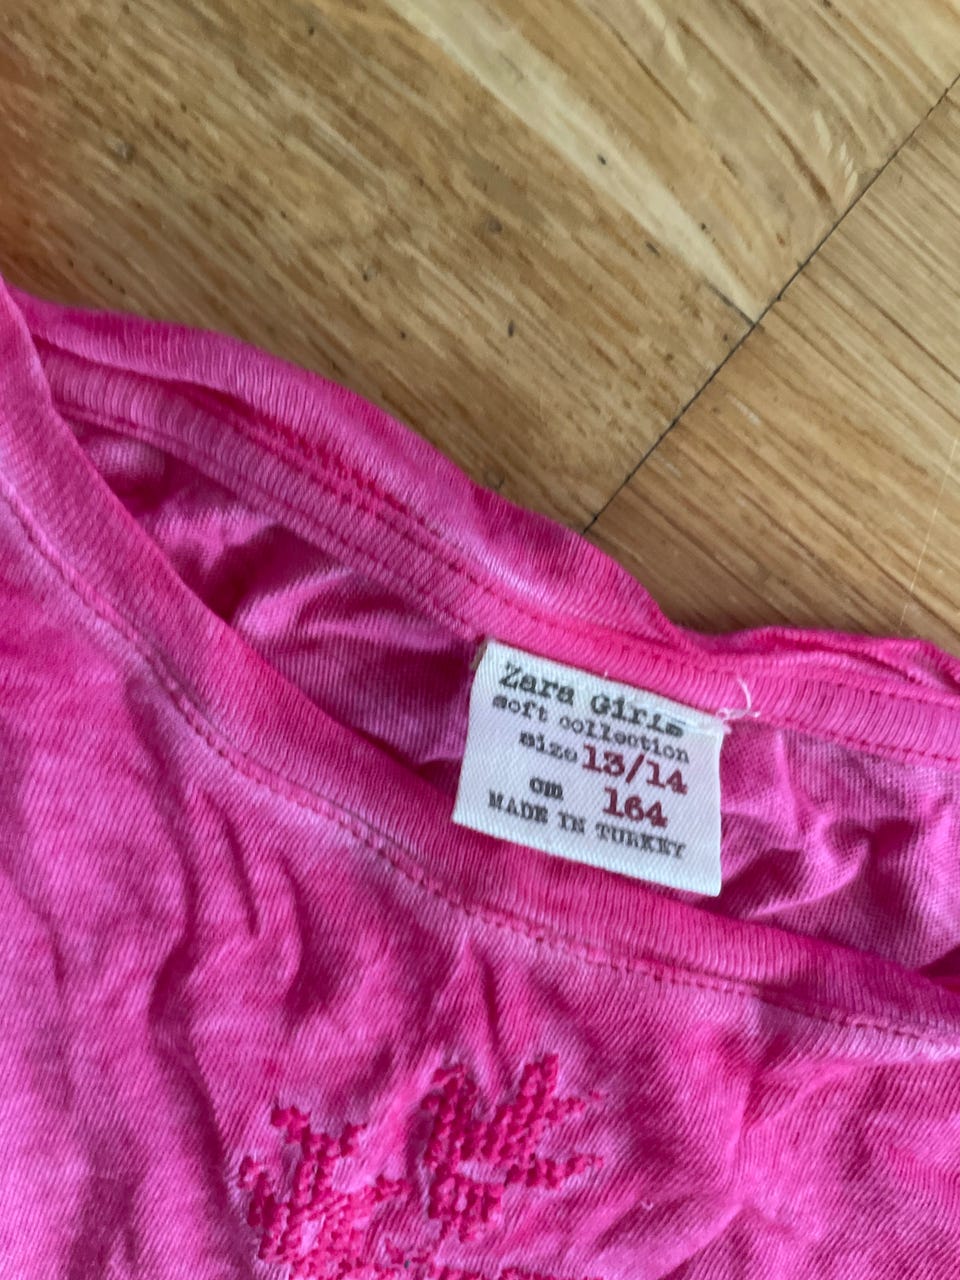 Zara Girls
soft collection
size 13/14
cm 164
MADE IN TURKEY